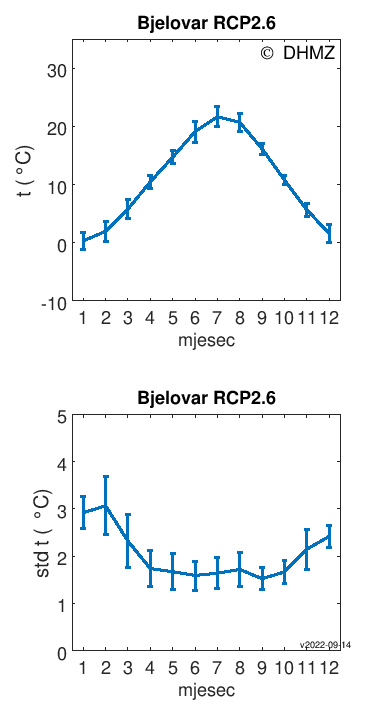 Bjelovar RCP2.6
© DHMZ
30
20
10
0
-10
t ( °C)
1 2 3 4 5 6 7 8 9 10 11 12
mjesec
Bjelovar RCP2.6
5
4
3
2
1
0
std t ( °C)
v2022-09-14
1 2 3 4 5 6 7 8 9 10 11 12
mjesec